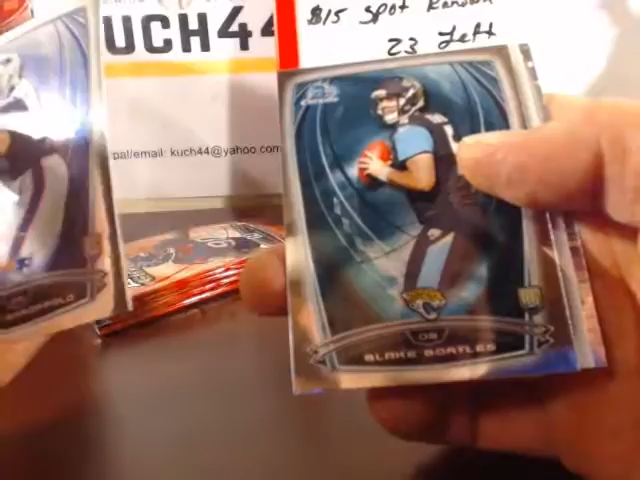 $15 Spot Random
23 Left
UCH44
pal/email: kuch44@yahoo.com
QB
BLAKE BORTLES